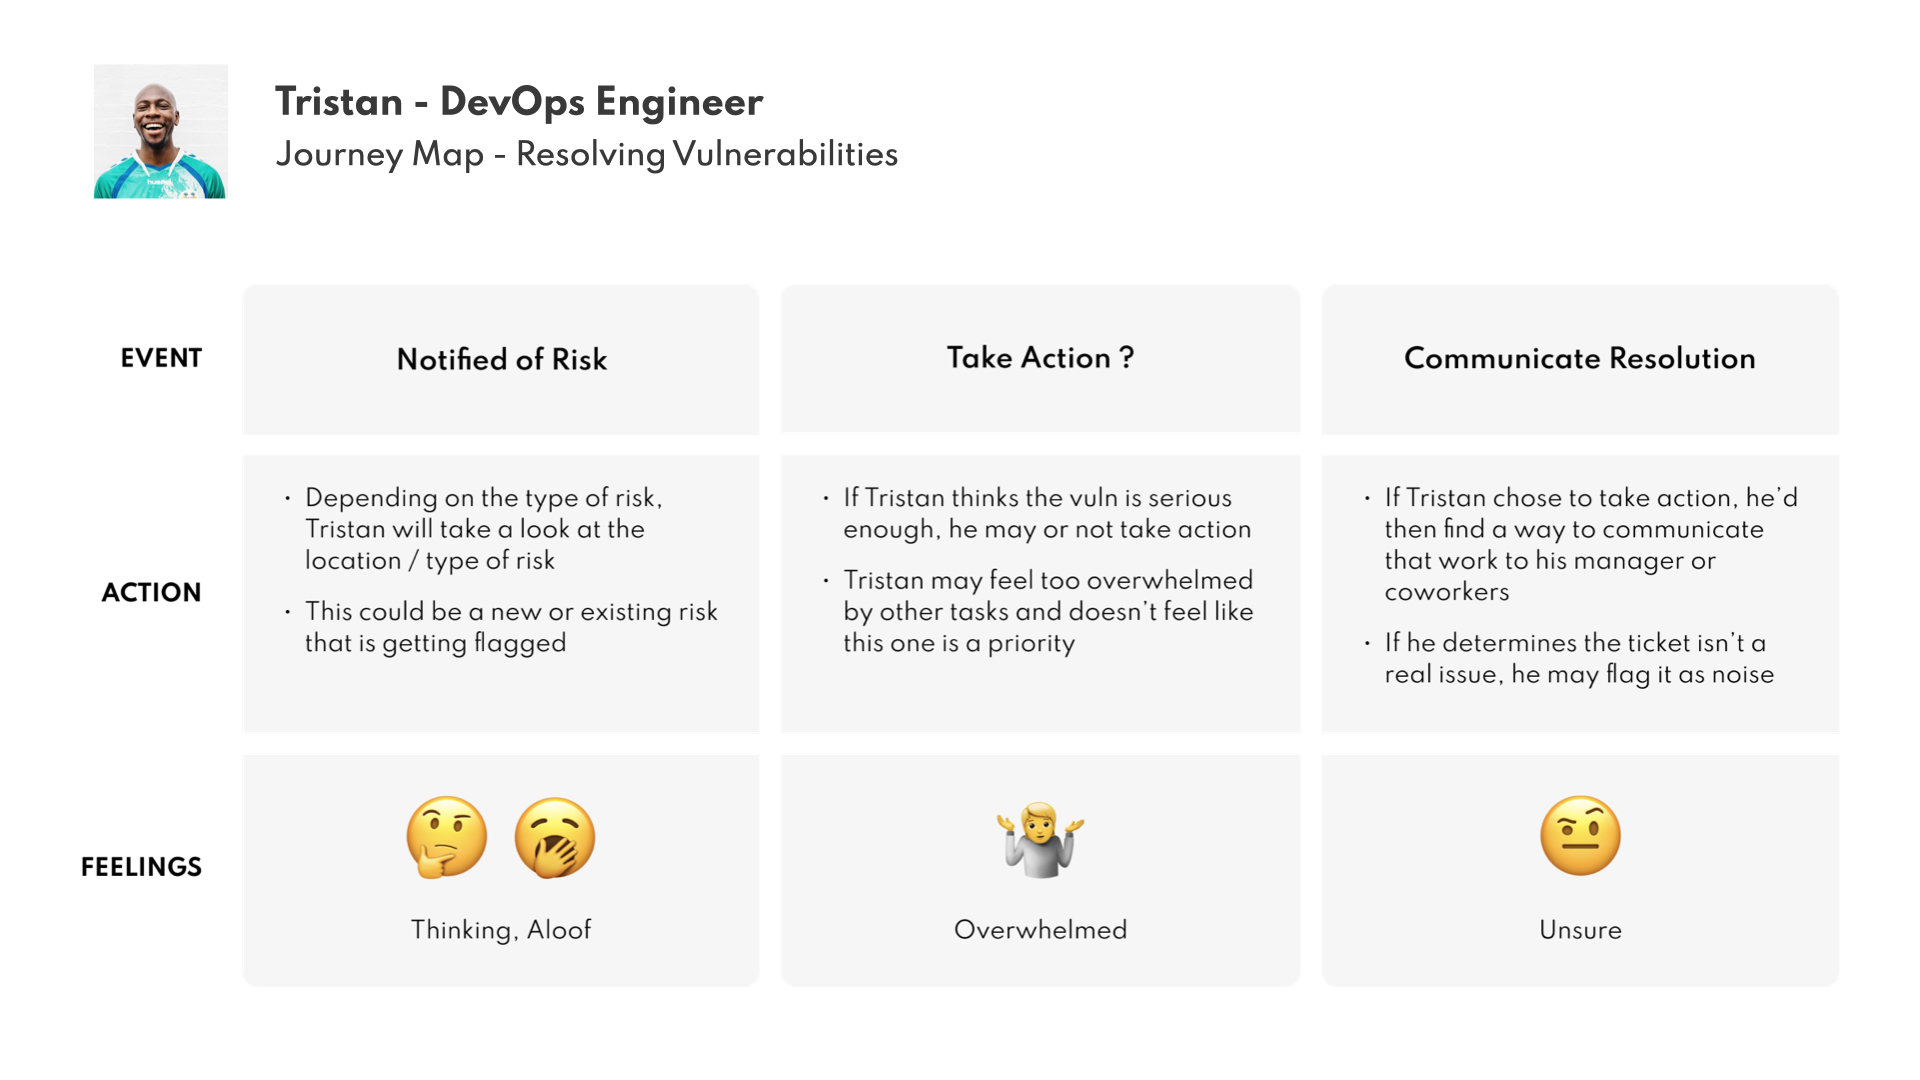 Tristan - DevOps Engineer
Journey Map - Resolving Vulnerabilities
EVENT
Notified of Risk
Take Action ?
Communicate Resolution
ACTION
• Depending on the type of risk,
Tristan will take a look at the
location / type of risk
• This could be a new or existing risk
that is getting flagged
• If Tristan thinks the vuln is serious
enough, he may or not take action
• Tristan may feel too overwhelmed
by other tasks and doesn't feel like
this one is a priority
• If Tristan chose to take action, he'd
then find a way to communicate
that work to his manager or
coworkers
• If he determines the ticket isn't a
real issue, he may flag it as noise
FEELINGS
Thinking, Aloof
Overwhelmed
Unsure